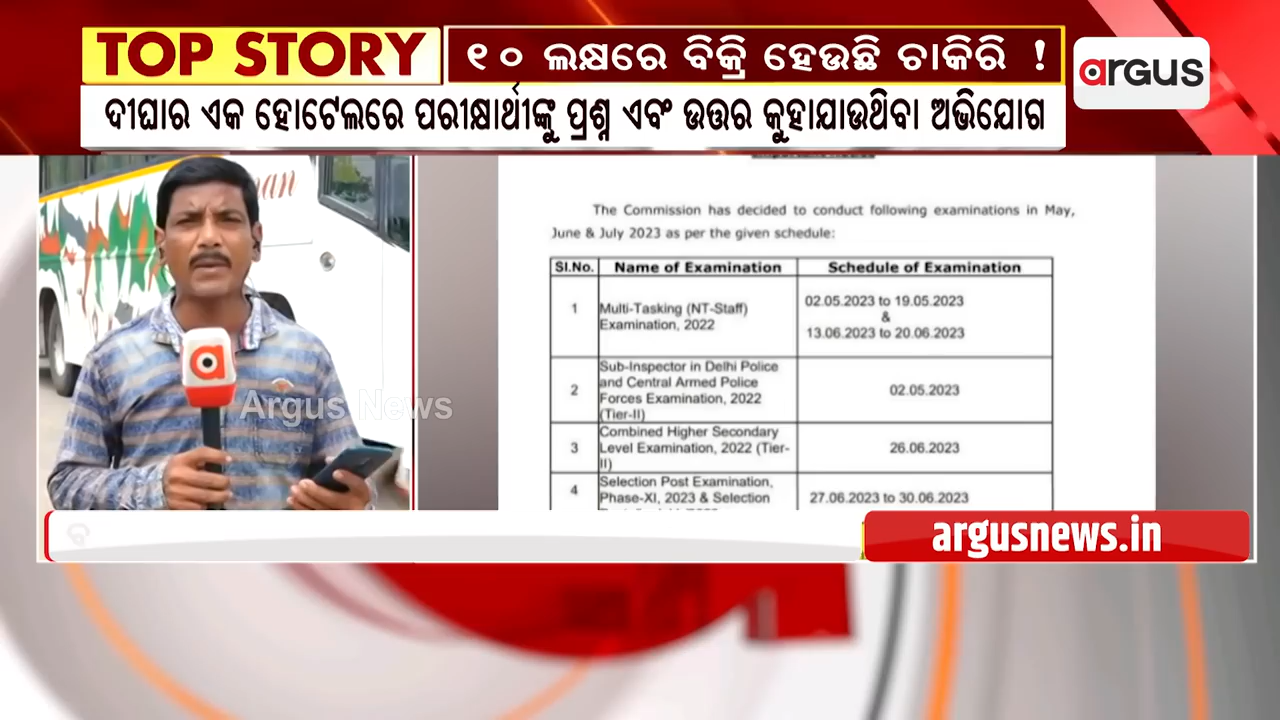 TOP STORY
୧୦ ଲକ୍ଷରେ ବିକ୍ରି ହେଉଛି ଚାକିରି !
argus
ଦୀଘାର ଏକ ହୋଟେଲରେ ପରୀକ୍ଷାର୍ଥୀଙ୍କୁ ପ୍ରଶ୍ନ ଏବଂ ଉତ୍ତର କୁହାଯାଉଥିବା ଅଭିଯୋଗ
The Commission has decided to conduct following examinations in May,
June & July 2023 as per the given schedule:
Sl.No. Name of Examination Schedule of Examination
1 Multi-Tasking (NT-Staff) Examination, 2022 02.05.2023 to 19.05.2023 & 13.06.2023 to 20.06.2023
2 Sub-Inspector in Delhi Police and Central Armed Police Forces Examination, 2022 (Tier-II) 02.05.2023
3 Combined Higher Secondary Level Examination, 2022 (Tier-II) 26.06.2023
4 Selection Post Examination, Phase-XI, 2023 & Selection 27.06.2023 to 30.06.2023
Argus News
argusnews.in